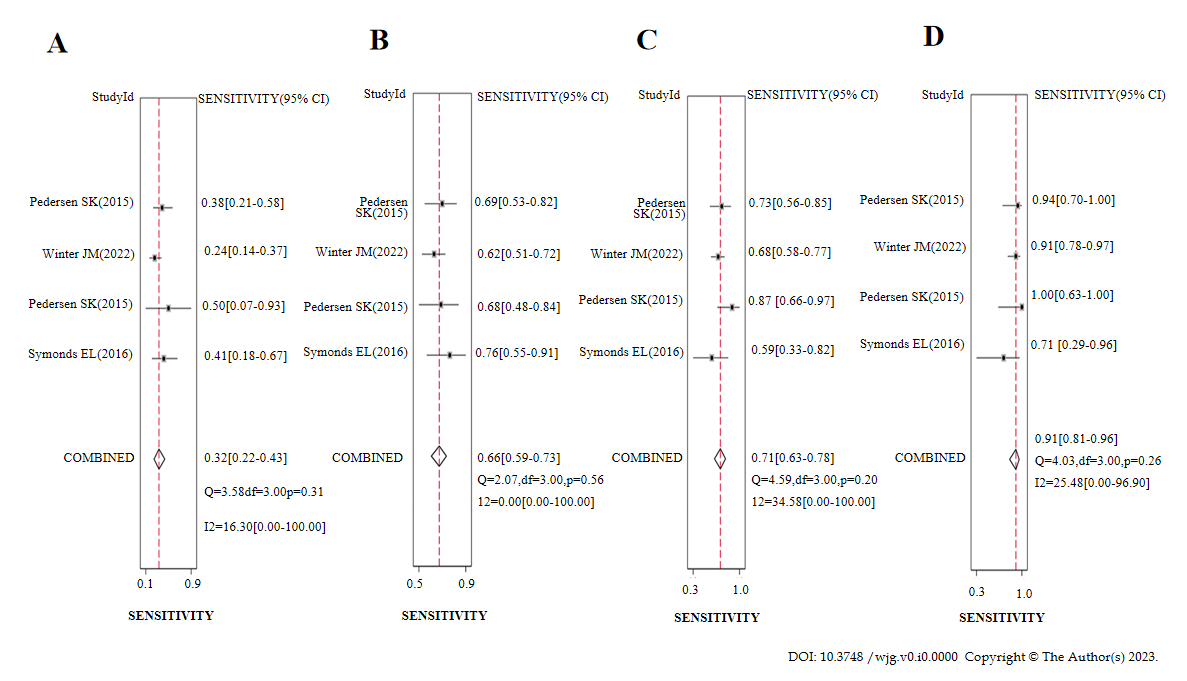 A
StudyId
SENSITIVITY(95% CI)
Pedersen SK(2015)
0.38[0.21-0.58]
Winter JM(2022)
0.24[0.14-0.37]
Pedersen SK(2015)
0.50[0.07-0.93]
Symonds EL(2016)
0.41[0.18-0.67]
COMBINED
0.32[0.22-0.43]
Q=3.58df=3.00p=0.31
I2=16.30[0.00-100.00]
0.1
0.9
SENSITIVITY
B
StudyId
SENSITIVITY(95% CI)
Pedersen
SK(2015)
0.69[0.53-0.82]
Winter JM(2022)
0.62[0.51-0.72]
Pedersen SK(2015)
0.68[0.48-0.84]
Symonds EL(2016)
0.76[0.55-0.91]
COMBINED
0.66[0.59-0.73]
Q=2.07,df=3.00,p=0.56
12=0.00[0.00-100.00]
0.5
0.9
SENSITIVITY
C
StudyId
SENSITIVITY(95% CI)
Pedersen
SK(2015)
0.73[0.56-0.85]
Winter JM(2022)
0.68[0.58-0.77]
Pedersen SK(2015)
0.87 [0.66-0.97]
Symonds EL(2016)
0.59[0.33-0.82]
COMBINED
0.71[0.63-0.78]
Q=4.59,df=3.00,p=0.20
12=34.58[0.00-100.00]
0.3
1.0
SENSITIVITY
D
StudyId
SENSITIVITY(95% CI)
Pedersen SK(2015)
0.94[0.70-1.00]
Winter JM(2022)
0.91[0.78-0.97]
Pedersen SK(2015)
1.00[0.63-1.00]
Symonds EL(2016)
0.71 [0.29-0.96]
COMBINED
0.91[0.81-0.96]
Q=4.03,df=3.00,p=0.26
I2=25.48[0.00-96.90]
0.3
1.0
SENSITIVITY
DOI: 10.3748 /wjg.v0.i0.0000 Copyright © The Author(s) 2023.